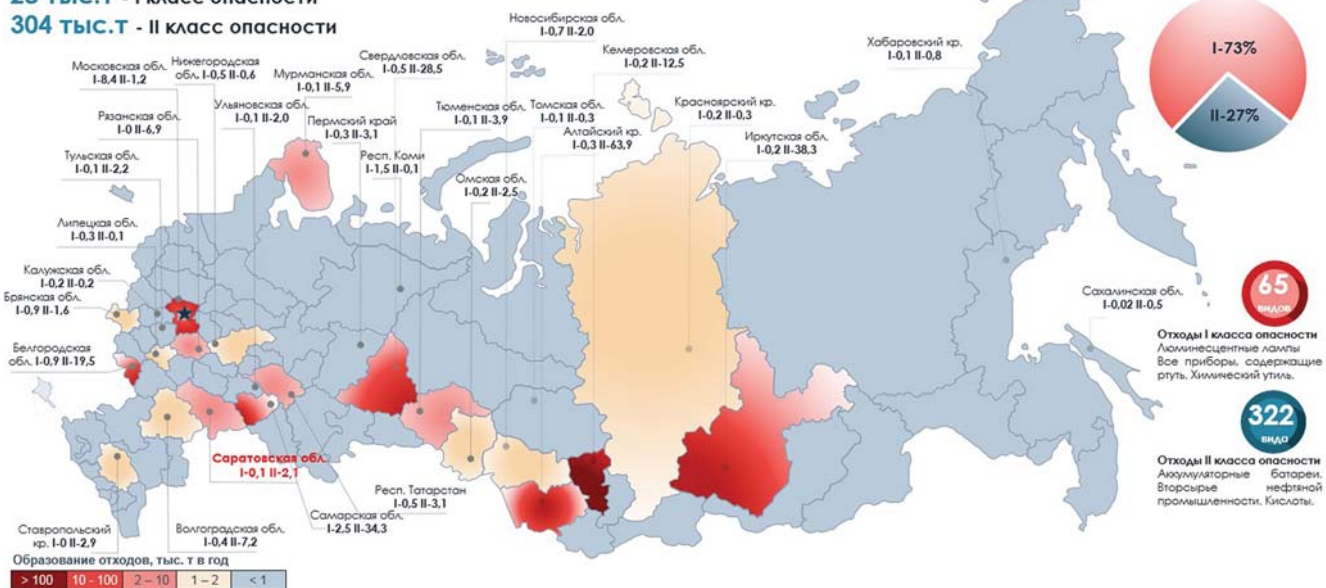 304 тыс.т - II класс опасности
Новосибирская обл.
I-0,7 II-2,0
Свердловская обл.
I-0,5 II-28,5
Кемеровская обл.
I-0,2 II-12,5
Хабаровский кр.
I-0,1 II-0,8
I-73%
II-27%
Московская обл.
I-8,4 II-1,2
Нижегородская
обл. I-0,5 II-0,6
Мурманская обл.
I-0,1 II-5,9
Рязанская обл.
I-0 II-6,9
Ульяновская обл.
I-0,1 II-2,0
Пермский край
I-0,3 II-3,1
Тюменская обл.
I-0,1 II-3,9
Томская обл.
I-0,1 II-0,3
Красноярский кр.
I-0,2 II-0,3
Алтайский кр.
I-0,3 II-63,9
Иркутская обл.
I-0,2 II-38,3
Тульская обл.
I-0,1 II-2,2
Респ. Коми
I-1,5 II-0,1
Омская обл.
I-0,2 II-2,5
Липецкая обл.
I-0,3 II-0,1
Калужская обл.
I-0,2 II-0,2
Брянская обл.
I-0,9 II-1,6
Белгородская
обл. I-0,9 II-19,5
Сахалинская обл.
I-0,02 II-0,5
65
видов
Отходы I класса опасности
Люминесцентные лампы
Все приборы, содержащие
ртуть. Химический утиль.
322
вида
Отходы II класса опасности
Аккумуляторные батареи.
Вторсырье нефтяной
промышленности. Кислоты.
Саратовская обл.
I-0,1 II-2,1
Респ. Татарстан
I-0,5 II-3,1
Самарская обл.
I-2,5 II-34,3
Ставропольский
кр. I-0 II-2,9
Волгоградская обл.
I-0,4 II-7,2
Образование отходов, тыс. т в год
> 100 10 - 100 2 – 10 1 – 2 < 1